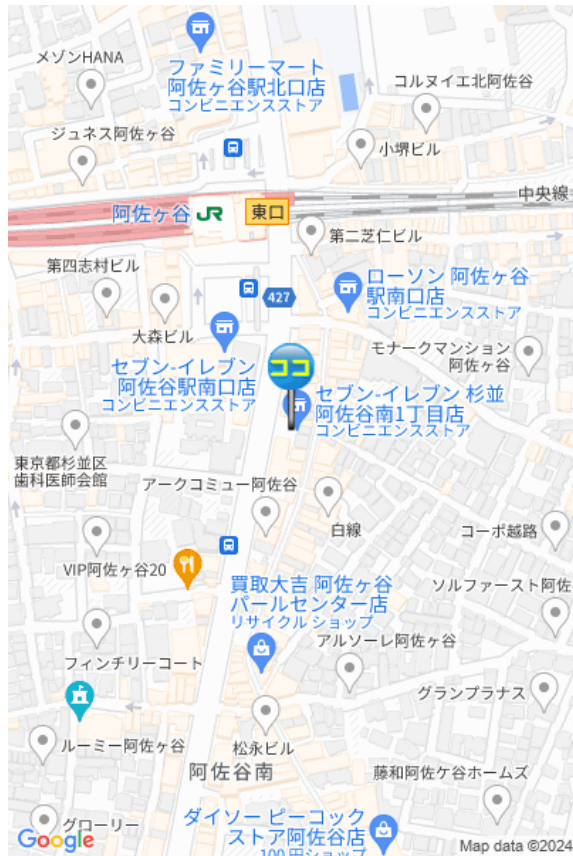 メゾンHANA
ファミリーマート
阿佐ヶ谷駅北口店
コンビニエンスストア
コルヌイエ北阿佐谷
ジュネス阿佐ヶ谷
小堺ビル
中央線
阿佐ヶ谷 JR 東口
第二芝仁ビル
第四志村ビル
427
ローソン 阿佐ヶ谷
駅南口店
コンビニエンスストア
大森ビル
セブン-イレブン
阿佐谷駅南口店
コンビニエンスストア
モナークマンション
阿佐ヶ谷
ココ
セブン-イレブン 杉並
阿佐谷南1丁目店
コンビニエンスストア
東京都杉並区
歯科医師会館
アークコミュー阿佐谷
白線
コーポ越路
VIP阿佐ヶ谷20
買取大吉 阿佐ヶ谷
パールセンター店
リサイクル ショップ
ソルファースト阿佐
フィンチリーコート
アルソーレ阿佐ヶ谷
グランプラナス
ルーミー阿佐ヶ谷
松永ビル
阿佐谷南
藤和阿佐ケ谷ホームズ
グローリー
ダイソー ピーコック
ストア阿佐谷店
100 円ショップ
Google
Map data ©2024